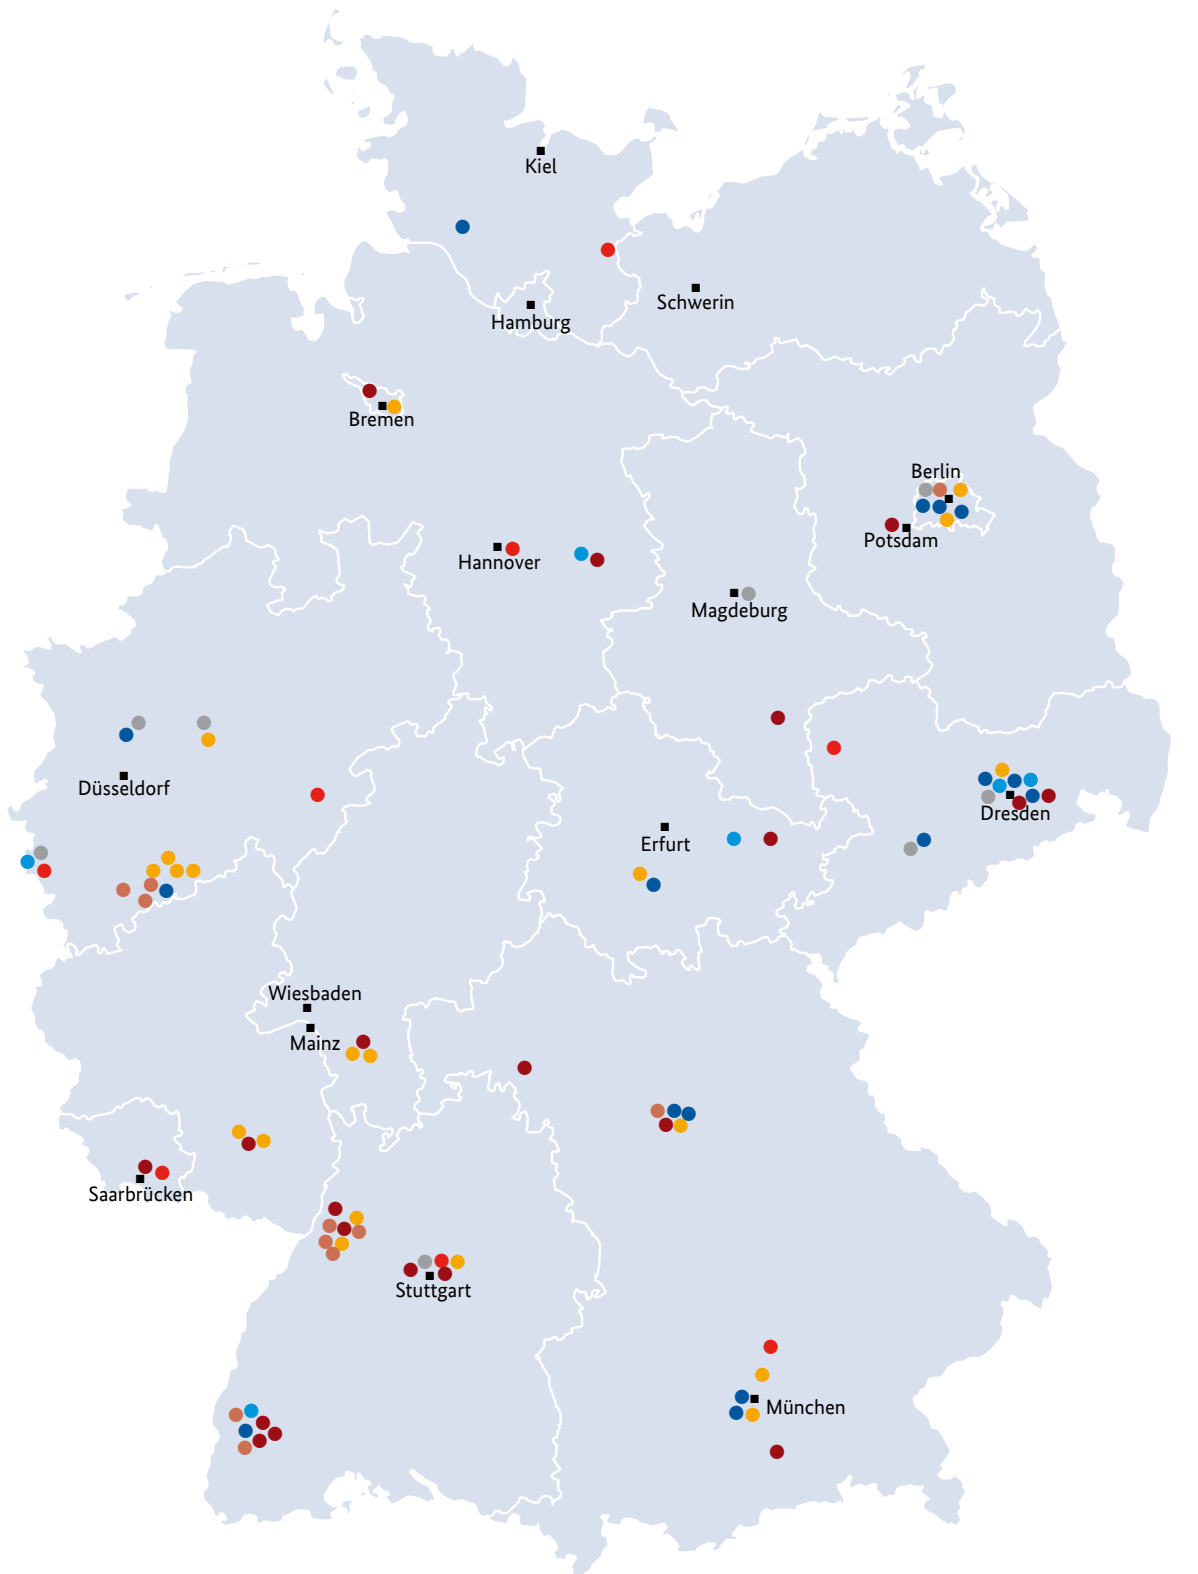 Kiel
Schwerin
Hamburg
Bremen
Berlin
Potsdam
Hannover
Magdeburg
Düsseldorf
Dresden
Erfurt
Wiesbaden
Mainz
Saarbrücken
Stuttgart
München